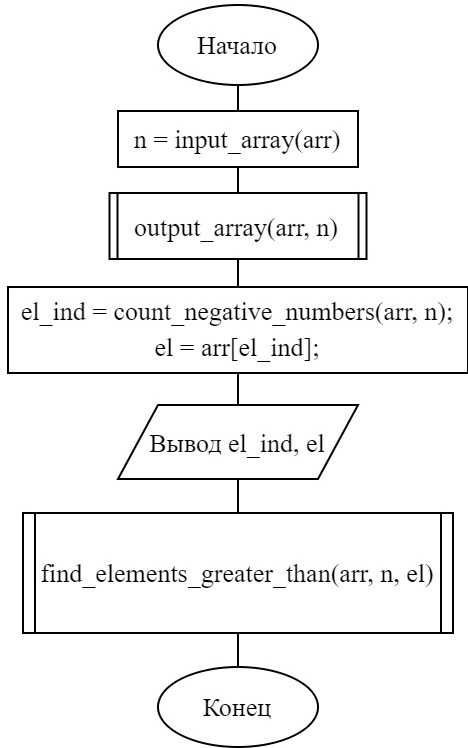 Начало
n = input_array(arr)
output_array(arr, n)
el_ind = count_negative_numbers(arr, n);
el = arr[el_ind];
Вывод el_ind, el
find_elements_greater_than(arr, n, el)
Конец